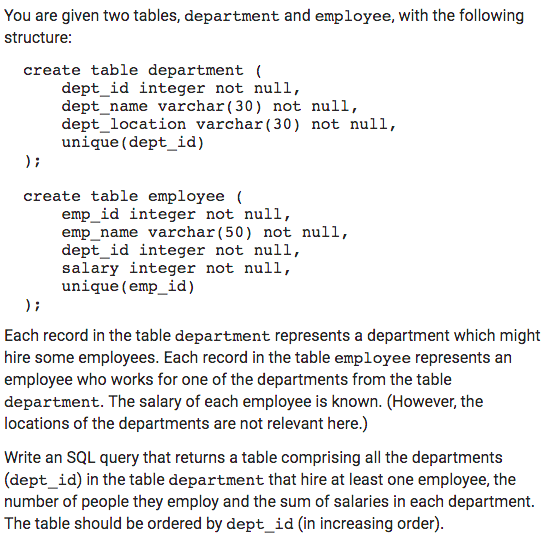 You are given two tables, department and employee, with the following
structure:
create table department (
dept_id integer not null,
dept_name varchar(30) not null,
dept_location varchar(30) not null,
unique(dept_id)
);
create table employee (
emp_id integer not null,
emp_name varchar(50) not null,
dept_id integer not null,
salary integer not null,
unique(emp_id)
);
Each record in the table department represents a department which might
hire some employees. Each record in the table employee represents an
employee who works for one of the departments from the table
department. The salary of each employee is known. (However, the
locations of the departments are not relevant here.)
Write an SQL query that returns a table comprising all the departments
(dept_id) in the table department that hire at least one employee, the
number of people they employ and the sum of salaries in each department.
The table should be ordered by dept_id (in increasing order).